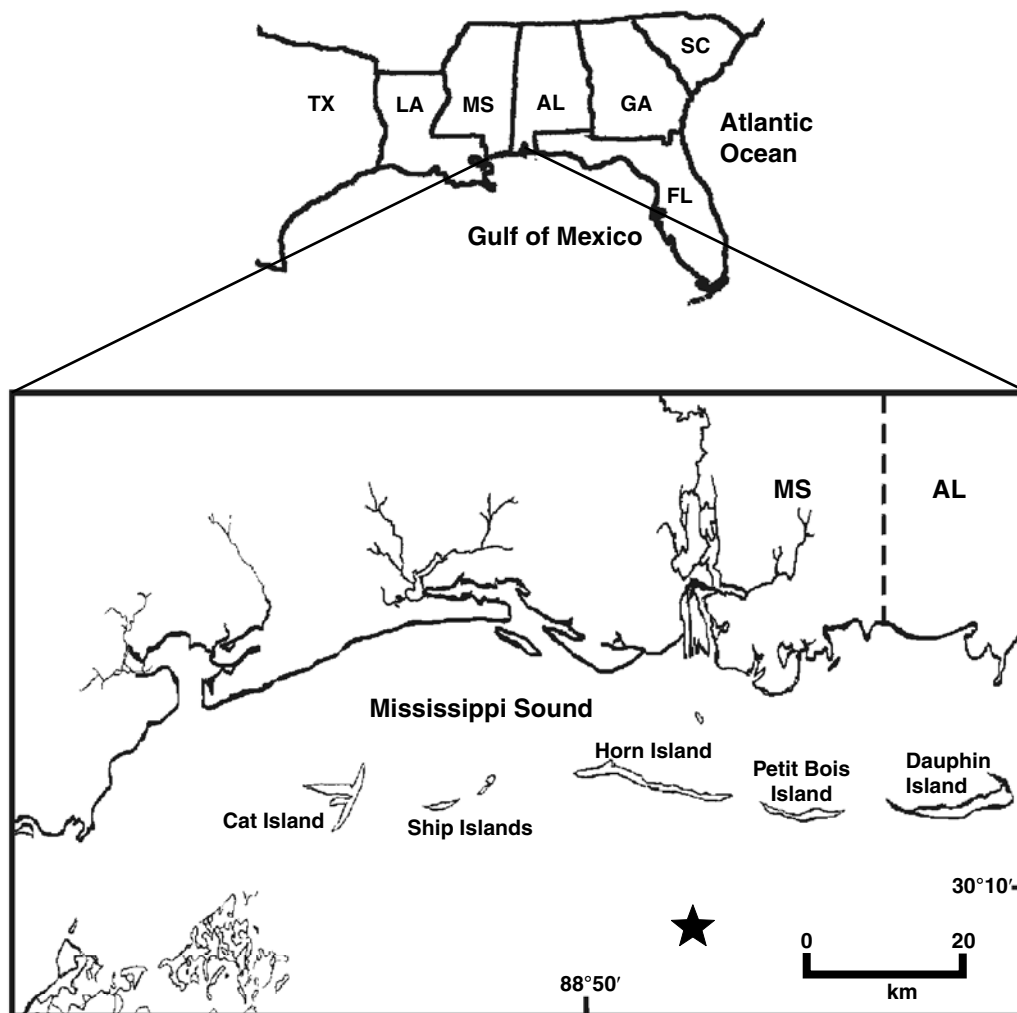 SC
TX
LA
MS
AL
GA
Atlantic
Ocean
FL
Gulf of Mexico
MS
AL
Mississippi Sound
Horn Island
Petit Bois
Island
Dauphin
Island
Cat Island
Ship Islands
30°10′
0
20
km
88°50′